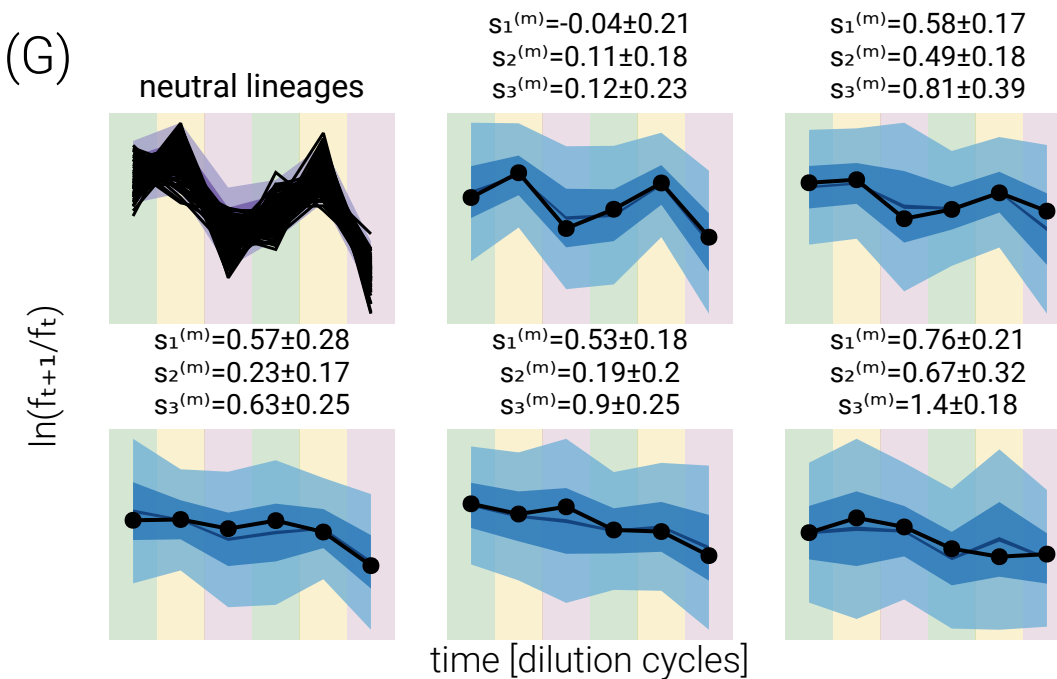 (G)
neutral lineages
s₁⁽ᵐ⁾=-0.04±0.21
s₂⁽ᵐ⁾=0.11±0.18
s₃⁽ᵐ⁾=0.12±0.23
s₁⁽ᵐ⁾=0.58±0.17
s₂⁽ᵐ⁾=0.49±0.18
s₃⁽ᵐ⁾=0.81±0.39
s₁⁽ᵐ⁾=0.57±0.28
s₂⁽ᵐ⁾=0.23±0.17
s₃⁽ᵐ⁾=0.63±0.25
s₁⁽ᵐ⁾=0.53±0.18
s₂⁽ᵐ⁾=0.19±0.2
s₃⁽ᵐ⁾=0.9±0.25
s₁⁽ᵐ⁾=0.76±0.21
s₂⁽ᵐ⁾=0.67±0.32
s₃⁽ᵐ⁾=1.4±0.18
ln(fₜ₊₁/fₜ)
time [dilution cycles]